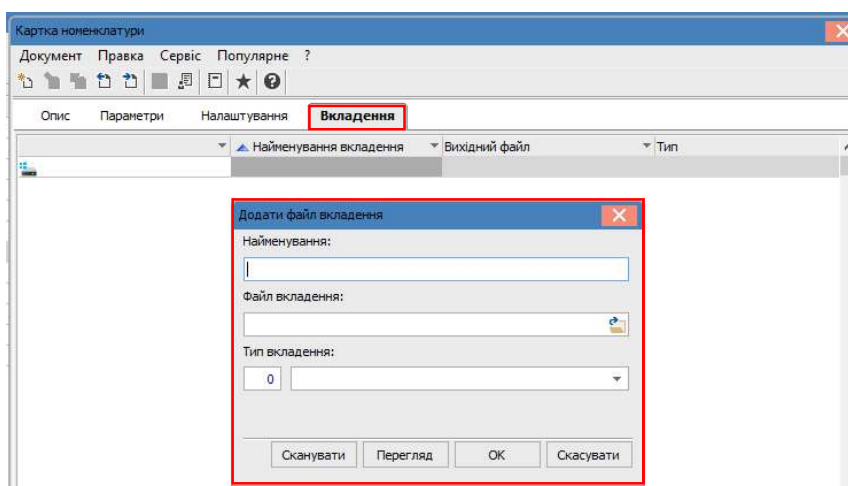 Картка номенклатури
Документ Правка Сервіс Популярне ?
Опис Параметри Налаштування Вкладення
Найменування вкладення Вихідний файл Тип
Додати файл вкладення
Найменування:
Файл вкладення:
Тип вкладення:
0
Сканувати Перегляд ОК Скасувати